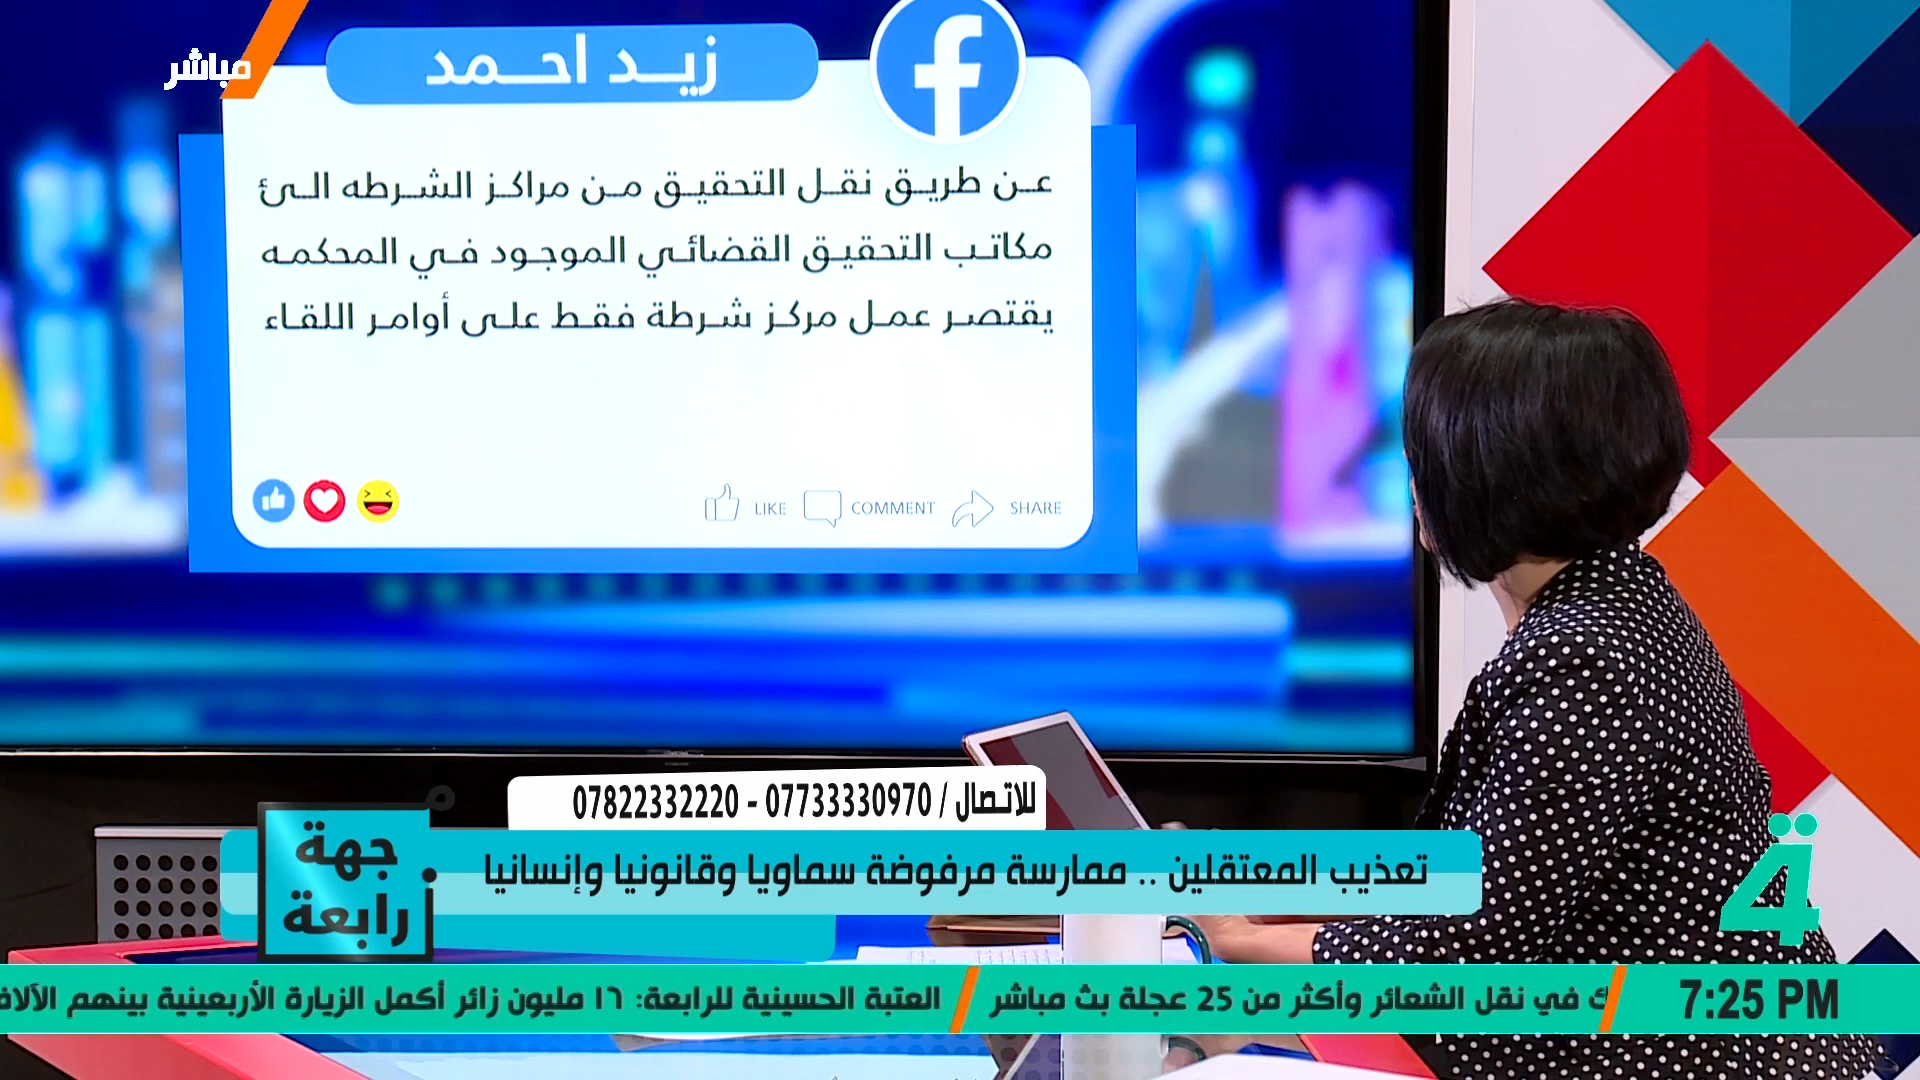 مباشر
زيد احمد
عن طريق نقل التحقيق من مراكز الشرطه الئ
مكاتب التحقيق القضائي الموجود في المحكمه
يقتصر عمل مركز شرطة فقط على أوامر اللقاء
LIKE COMMENT SHARE
للاتصال / 07733330970 - 07822332220
تعذيب المعتقلين .. ممارسة مرفوضة سماويا وقانونيا وإنسانيا
جهة
رابعة
في نقل الشعائر وأكثر من 25 عجلة بث مباشر
العتبة الحسينية للرابعة: ١٦ مليون زائر أكمل الزيارة الأربعينية بينهم
7:25 PM